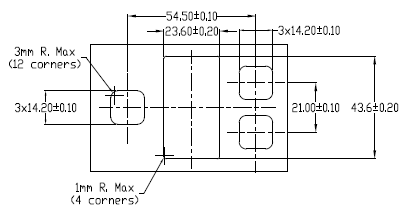 54.50±0.10
23.60±0.20
3x14.20±0.10
3mm R. Max
(12 corners)
3x14.20±0.10
21.00±0.10
43.6±0.20
1mm R. Max
(4 corners)